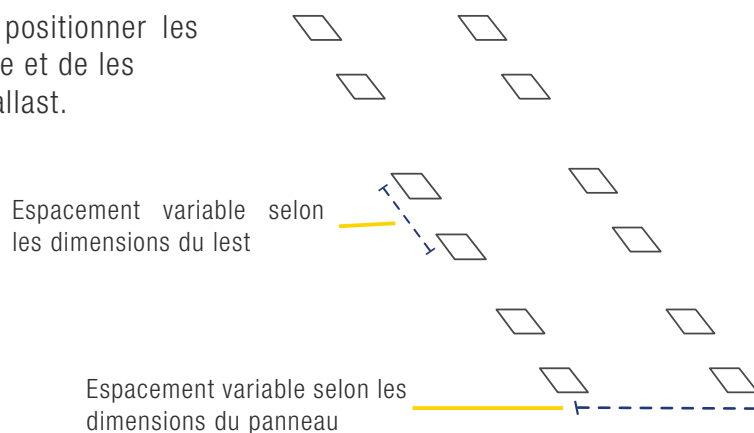 positionner les
e et de les
allast.
Espacement variable selon
les dimensions du lest
Espacement variable selon les
dimensions du panneau